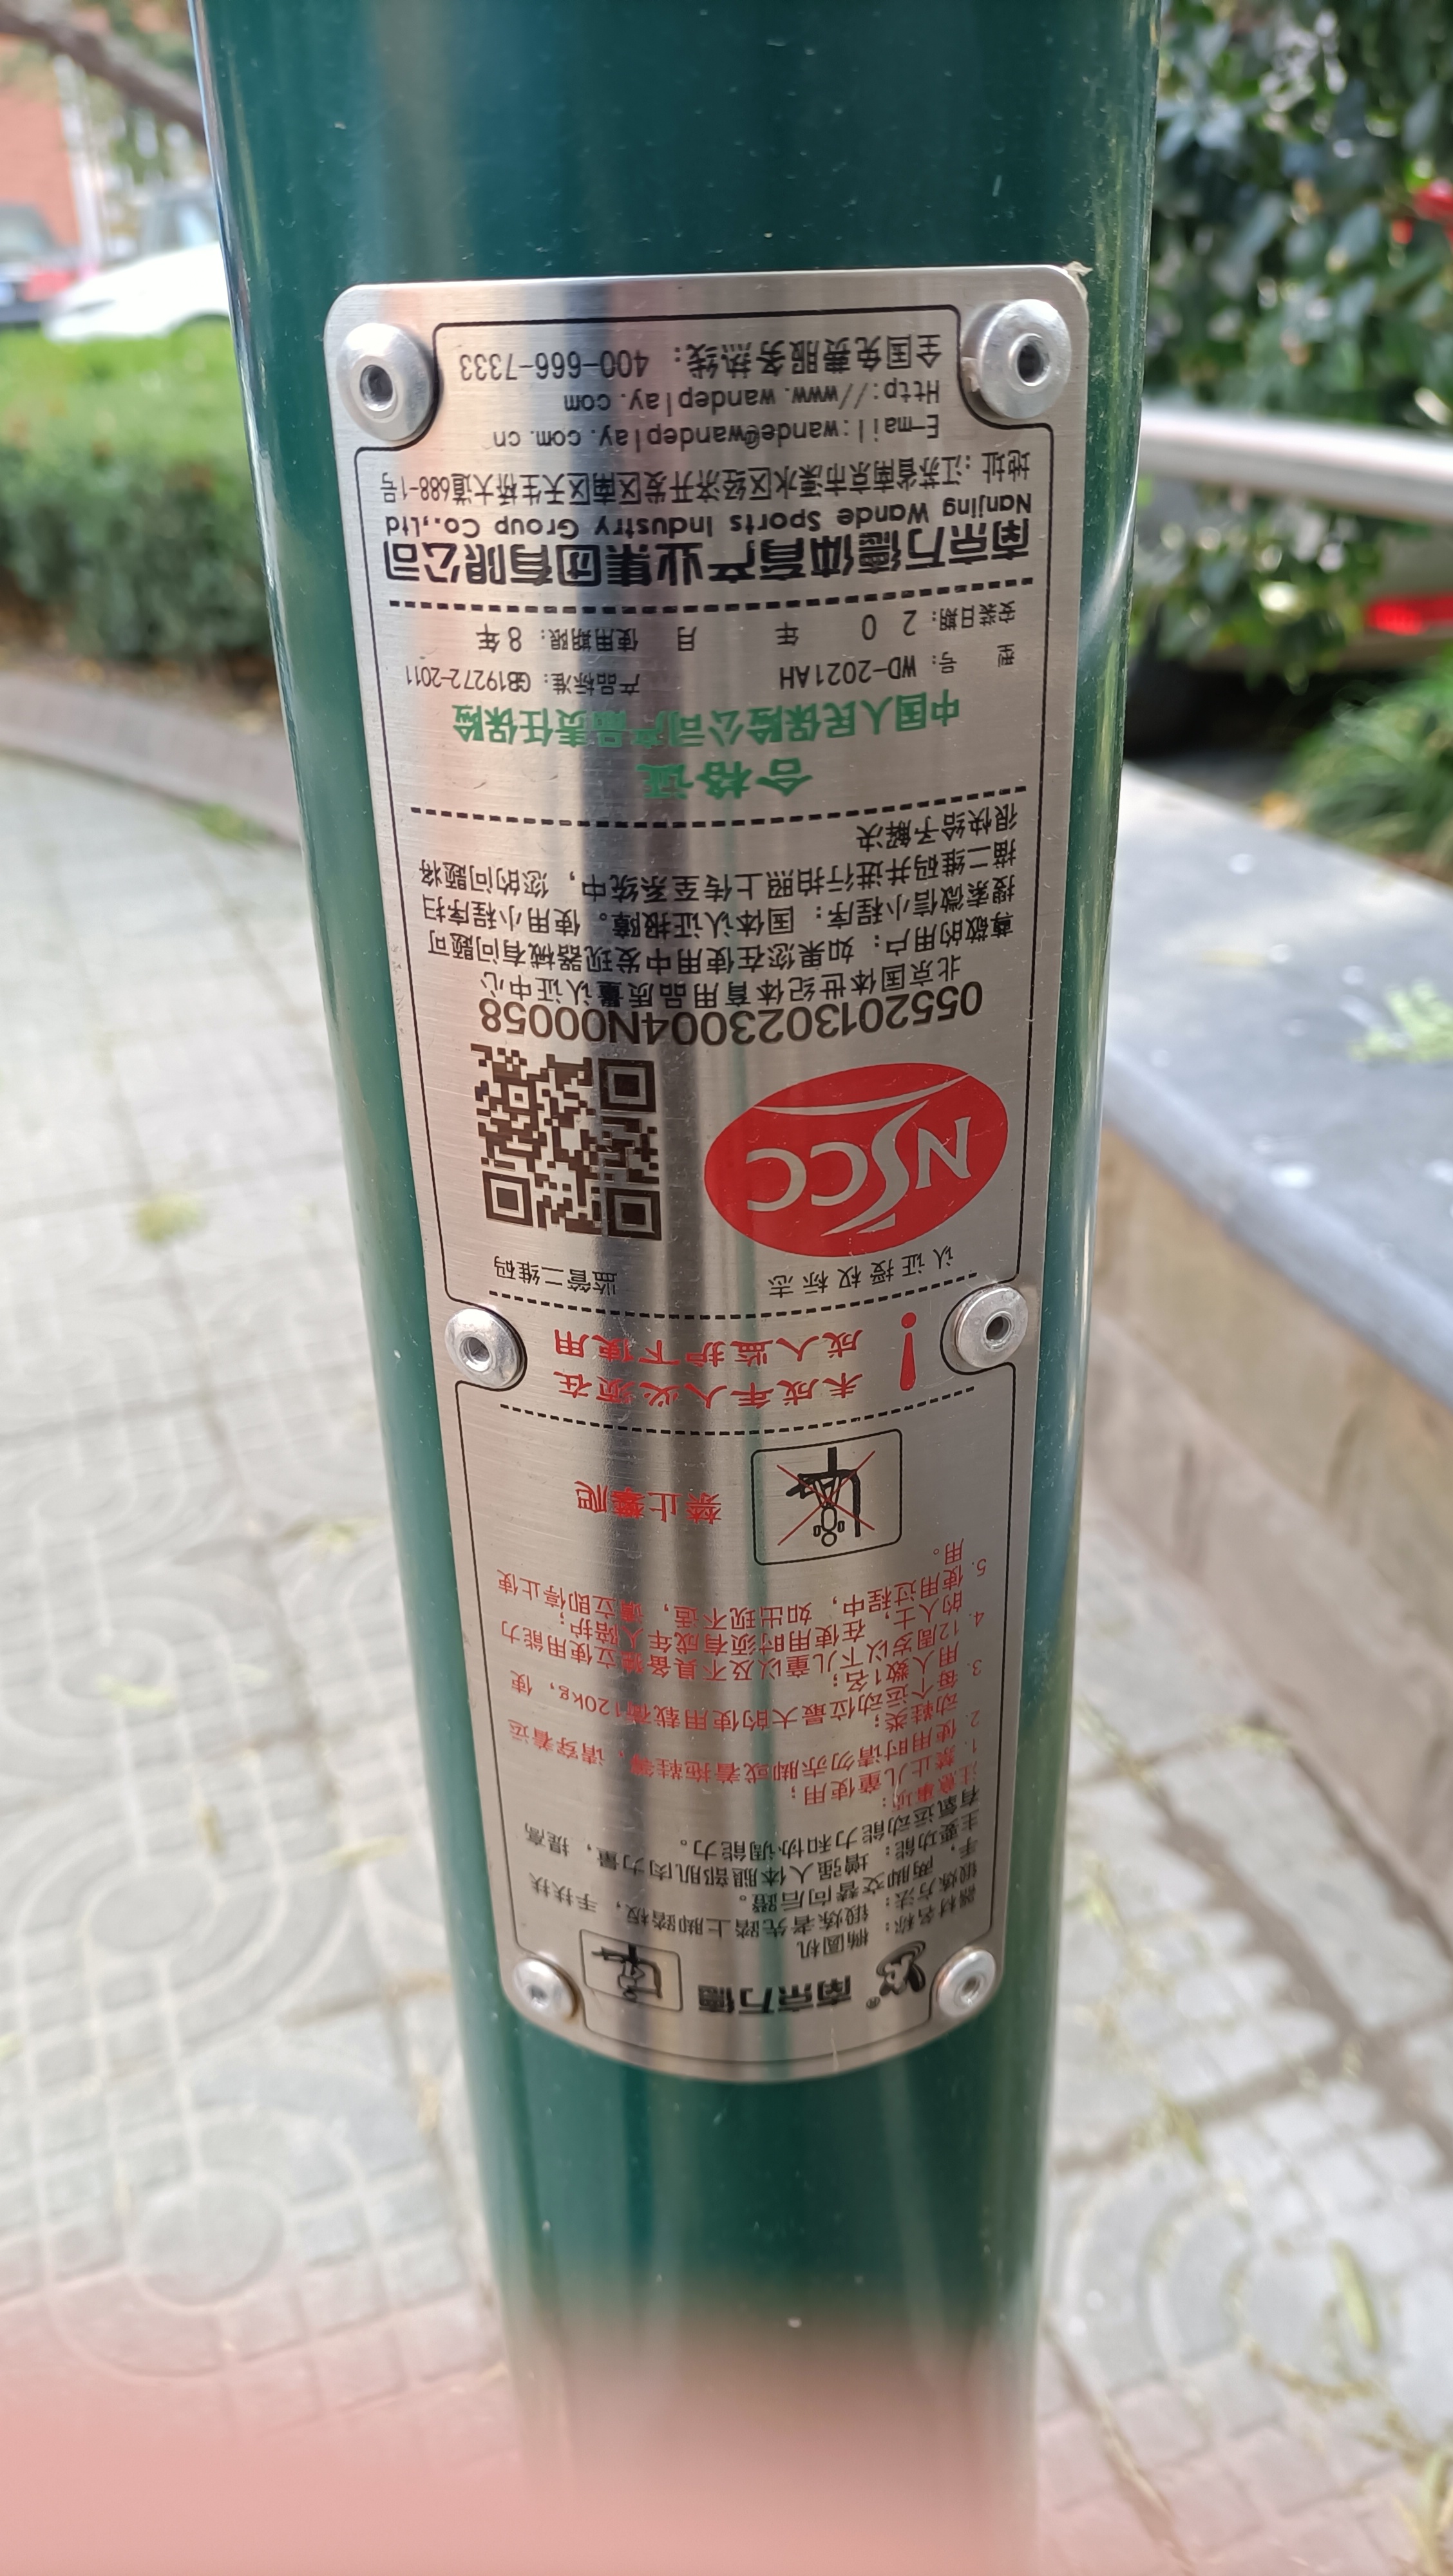 南京万德®
器材名称：椭圆机
锻炼方法：锻炼者先踏上脚踏板，手扶扶
手，两脚交替向后蹬。
主要功能：增强人体腿部肌肉力量，提高
有氧运动能力和协调能力。
注意事项：
1. 禁止儿童使用；
2. 使用时请勿赤脚或着拖鞋等，请穿着运
动鞋类；
3. 每个运动位最大的使用载荷120kg，使
用人数1名；
4. 12周岁以下儿童以及不具备独立使用能力
的人士，在使用时须有成年人陪护；
5. 使用过程中，如出现不适，请立即停止使
用。
禁止攀爬
! 未成年人必须在
成人监护下使用
认证授权标志 监管二维码
NSCC
0552013023004N00058
北京国体世纪体育用品质量认证中心
尊敬的用户：如果您在使用中发现器械有问题可
搜索微信小程序：国体认证报障。使用小程序扫
描二维码并进行拍照上传至系统中，您的问题将
很快给予解决
合格证
中国人民保险公司产品责任保险
型 号：WD-2021AH 产品标准：GB19272-2011
安装日期：20 年 月 使用期限：8年
南京万德体育产业集团有限公司
Nanjing Wande Sports Industry Group Co.,Ltd
地址：江苏省南京市溧水区经济开发区南区天生桥大道688-1号
E-mail:wande@wandeplay.com.cn
Http://www.wandeplay.com
全国免费服务热线：400-666-7333